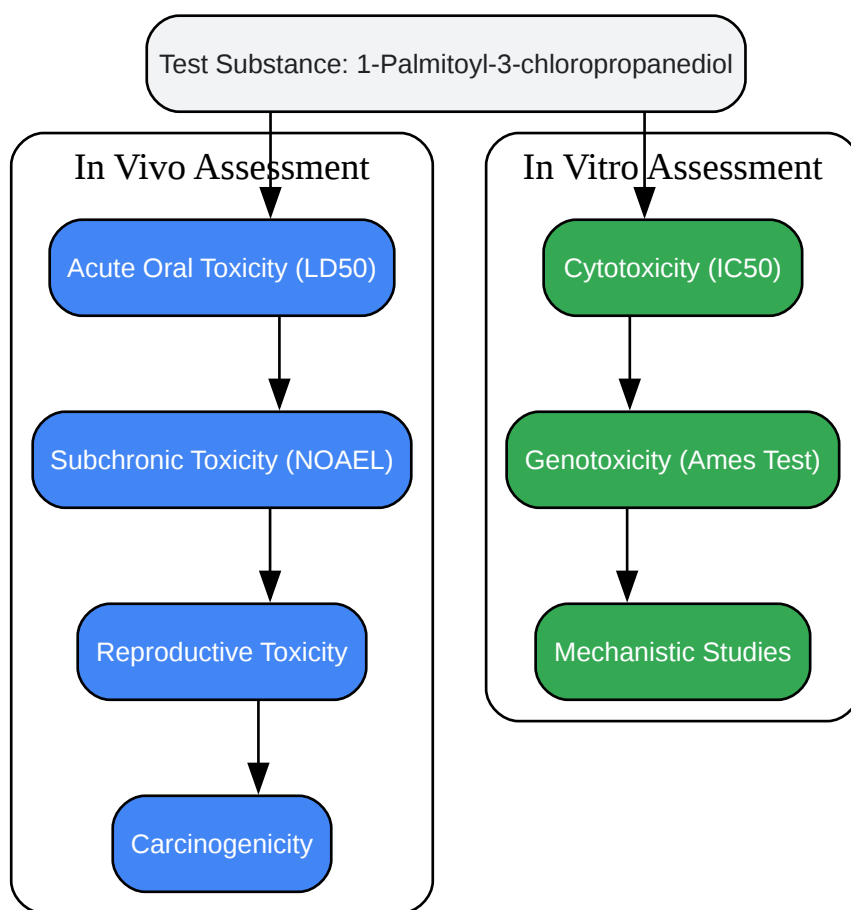 Test Substance: 1-Palmitoyl-3-chloropropanediol
In Vivo Assessment
Acute Oral Toxicity (LD50)
Subchronic Toxicity (NOAEL)
Reproductive Toxicity
Carcinogenicity
In Vitro Assessment
Cytotoxicity (IC50)
Genotoxicity (Ames Test)
Mechanistic Studies